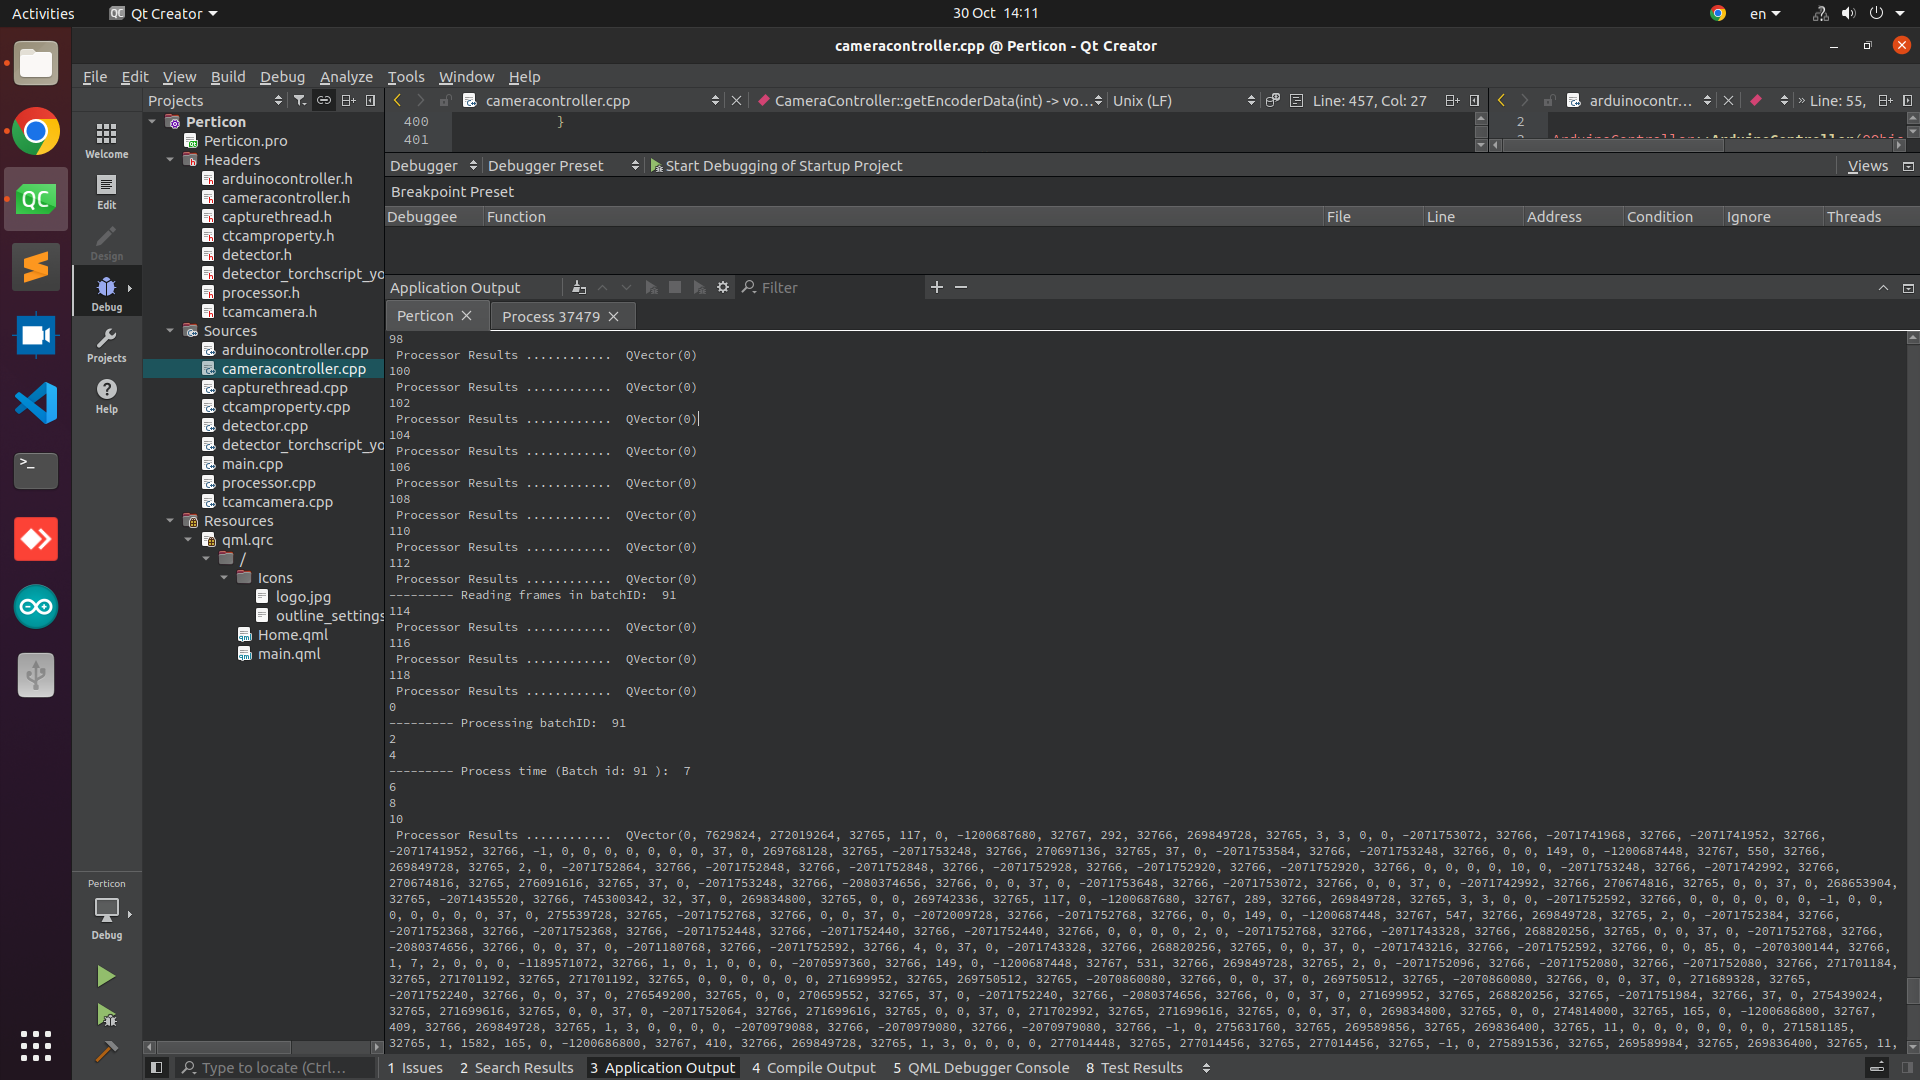 Activities
Qt Creator
30 Oct 14:11
en
cameracontroller.cpp @ Perticon - Qt Creator
File Edit View Build Debug Analyze Tools Window Help
Projects
cameracontroller.cpp
CameraController::getEncoderData(int) -> vo...
Unix (LF)
Line: 457, Col: 27
arduinocontr...
» Line: 55,
Welcome
Edit
Design
Debug
Projects
Help
Perticon
Debug
Perticon
Perticon.pro
Headers
arduinocontroller.h
cameracontroller.h
capturethread.h
ctcamproperty.h
detector.h
detector_torchscript_yo
processor.h
tcamcamera.h
Sources
arduinocontroller.cpp
cameracontroller.cpp
capturethread.cpp
ctcamproperty.cpp
detector.cpp
detector_torchscript_yo
main.cpp
processor.cpp
tcamcamera.cpp
Resources
qml.qrc
/
Icons
logo.jpg
outline_settings
Home.qml
main.qml
400 }
401
2
Debugger
Debugger Preset
Start Debugging of Startup Project
Views
Breakpoint Preset
Debuggee Function File Line Address Condition Ignore Threads
Application Output
Filter
Perticon
Process 37479
98
Processor Results ............ QVector(0)
100
Processor Results ............ QVector(0)
102
Processor Results ............ QVector(0)
104
Processor Results ............ QVector(0)
106
Processor Results ............ QVector(0)
108
Processor Results ............ QVector(0)
110
Processor Results ............ QVector(0)
112
Processor Results ............ QVector(0)
--------- Reading frames in batchID: 91
114
Processor Results ............ QVector(0)
116
Processor Results ............ QVector(0)
118
Processor Results ............ QVector(0)
0
--------- Processing batchID: 91
2
4
--------- Process time (Batch id: 91 ): 7
6
8
10
Processor Results ............ QVector(0, 7629824, 272019264, 32765, 117, 0, -1200687680, 32767, 292, 32766, 269849728, 32765, 3, 3, 0, 0, -2071753072, 32766, -2071741968, 32766, -2071741952, 32766,
-2071741952, 32766, -1, 0, 0, 0, 0, 0, 0, 0, 37, 0, 269768128, 32765, -2071753248, 32766, 270697136, 32765, 37, 0, -2071753584, 32766, -2071753248, 32766, 0, 0, 149, 0, -1200687448, 32767, 550, 32766,
269849728, 32765, 2, 0, -2071752864, 32766, -2071752848, 32766, -2071752848, 32766, -2071752928, 32766, -2071752920, 32766, -2071752920, 32766, 0, 0, 0, 0, 10, 0, -2071753248, 32766, -2071742992, 32766,
270674816, 32765, 276091616, 32765, 37, 0, -2071753248, 32766, -2080374656, 32766, 0, 0, 37, 0, -2071753648, 32766, -2071753072, 32766, 0, 0, 37, 0, -2071742992, 32766, 270674816, 32765, 0, 0, 37, 0, 268653904,
32765, -2071435520, 32766, 745300342, 32, 37, 0, 269834800, 32765, 0, 0, 269742336, 32765, 117, 0, -1200687680, 32767, 289, 32766, 269849728, 32765, 3, 3, 0, 0, -2071752592, 32766, 0, 0, 0, 0, 0, 0, -1, 0, 0,
0, 0, 0, 0, 0, 37, 0, 275539728, 32765, -2071752768, 32766, 0, 0, 37, 0, -2072009728, 32766, -2071752768, 32766, 0, 0, 149, 0, -1200687448, 32767, 547, 32766, 269849728, 32765, 2, 0, -2071752384, 32766,
-2071752368, 32766, -2071752368, 32766, -2071752448, 32766, -2071752440, 32766, -2071752440, 32766, 0, 0, 0, 0, 2, 0, -2071752768, 32766, -2071743328, 32766, 268820256, 32765, 0, 0, 37, 0, -2071752768, 32766,
-2080374656, 32766, 0, 0, 37, 0, -2071180768, 32766, -2071752592, 32766, 4, 0, 37, 0, -2071743328, 32766, 268820256, 32765, 0, 0, 37, 0, -2071743216, 32766, -2071752592, 32766, 0, 0, 85, 0, -2070300144, 32766,
1, 7, 2, 0, 0, 0, -1189571072, 32766, 1, 0, 1, 0, 0, 0, -2070597360, 32766, 149, 0, -1200687448, 32767, 531, 32766, 269849728, 32765, 2, 0, -2071752096, 32766, -2071752080, 32766, -2071752080, 32766, 271701184,
32765, 271701192, 32765, 271701192, 32765, 0, 0, 0, 0, 0, 0, 271699952, 32765, 269750512, 32765, -2070860080, 32766, 0, 0, 37, 0, 269750512, 32765, -2070860080, 32766, 0, 0, 37, 0, 271689328, 32765,
-2071752240, 32766, 0, 0, 37, 0, 276549200, 32765, 0, 0, 270659552, 32765, 37, 0, -2071752240, 32766, -2080374656, 32766, 0, 0, 37, 0, 271699952, 32765, 268820256, 32765, -2071751984, 32766, 37, 0, 275439024,
32765, 271699616, 32765, 0, 0, 37, 0, -2071752064, 32766, 271699616, 32765, 0, 0, 37, 0, 271702992, 32765, 271699616, 32765, 0, 0, 37, 0, 269834800, 32765, 0, 0, 274814000, 32765, 165, 0, -1200686800, 32767,
409, 32766, 269849728, 32765, 1, 3, 0, 0, 0, 0, -2070979088, 32766, -2070979080, 32766, -2070979080, 32766, -1, 0, 275631760, 32765, 269589856, 32765, 269836400, 32765, 11, 0, 0, 0, 0, 0, 0, 0, 271581185,
32765, 1, 1582, 165, 0, -1200686800, 32767, 410, 32766, 269849728, 32765, 1, 3, 0, 0, 0, 0, 277014448, 32765, 277014456, 32765, 277014456, 32765, -1, 0, 275891536, 32765, 269589984, 32765, 269836400, 32765, 11,
Type to locate (Ctrl...
1 Issues 2 Search Results 3 Application Output 4 Compile Output 5 QML Debugger Console 8 Test Results